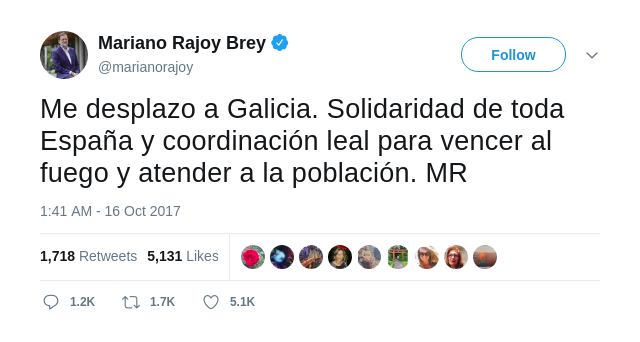 Mariano Rajoy Brey
@marianorajoy
Follow
Me desplazo a Galicia. Solidaridad de toda
España y coordinación leal para vencer al
fuego y atender a la población. MR
1:41 AM - 16 Oct 2017
1,718 Retweets 5,131 Likes
1.2K 1.7K 5.1K